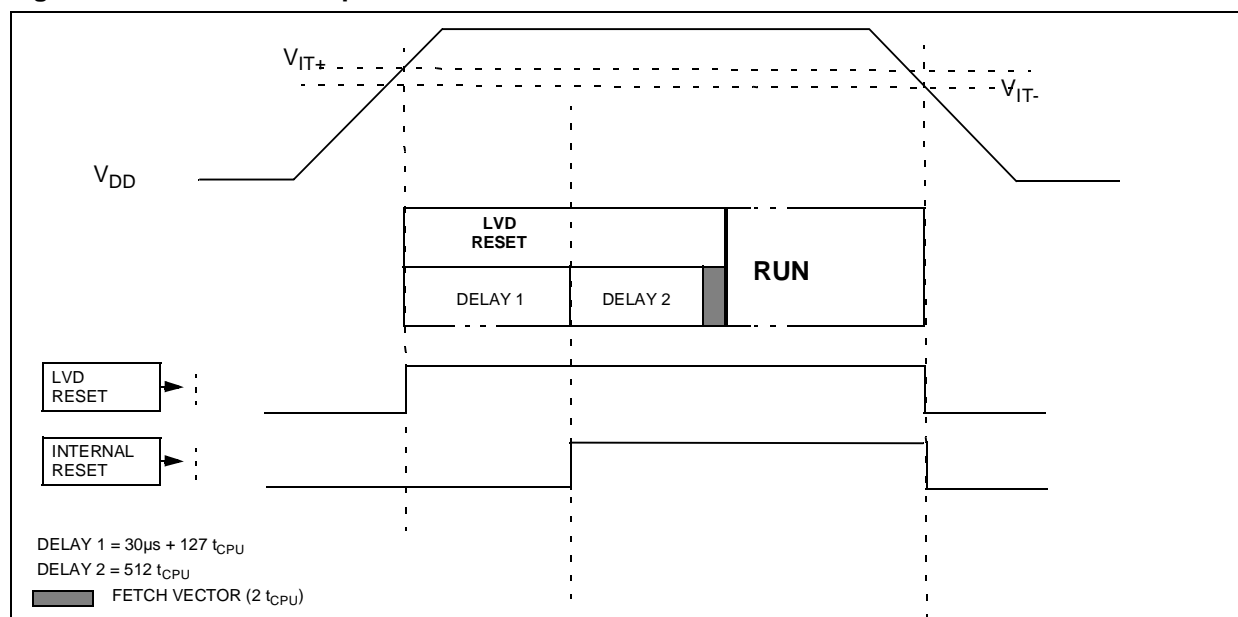 V_IT+
V_IT-
V_DD
LVD
RESET
RUN
DELAY 1
DELAY 2
LVD
RESET
INTERNAL
RESET
DELAY 1 = 30µs + 127 t_CPU
DELAY 2 = 512 t_CPU
FETCH VECTOR (2 t_CPU)